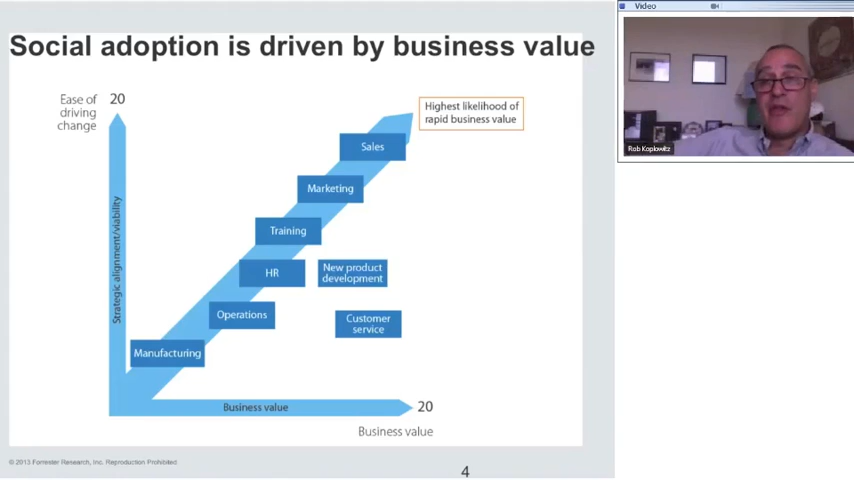 Social adoption is driven by business value
Ease of
driving
change
20
Highest likelihood of
rapid business value
Sales
Marketing
Training
HR
New product
development
Operations
Customer
service
Manufacturing
Strategic alignment/viability
Business value
20
Business value
© 2013 Forrester Research, Inc. Reproduction Prohibited
4
Video
Rob Koplowitz